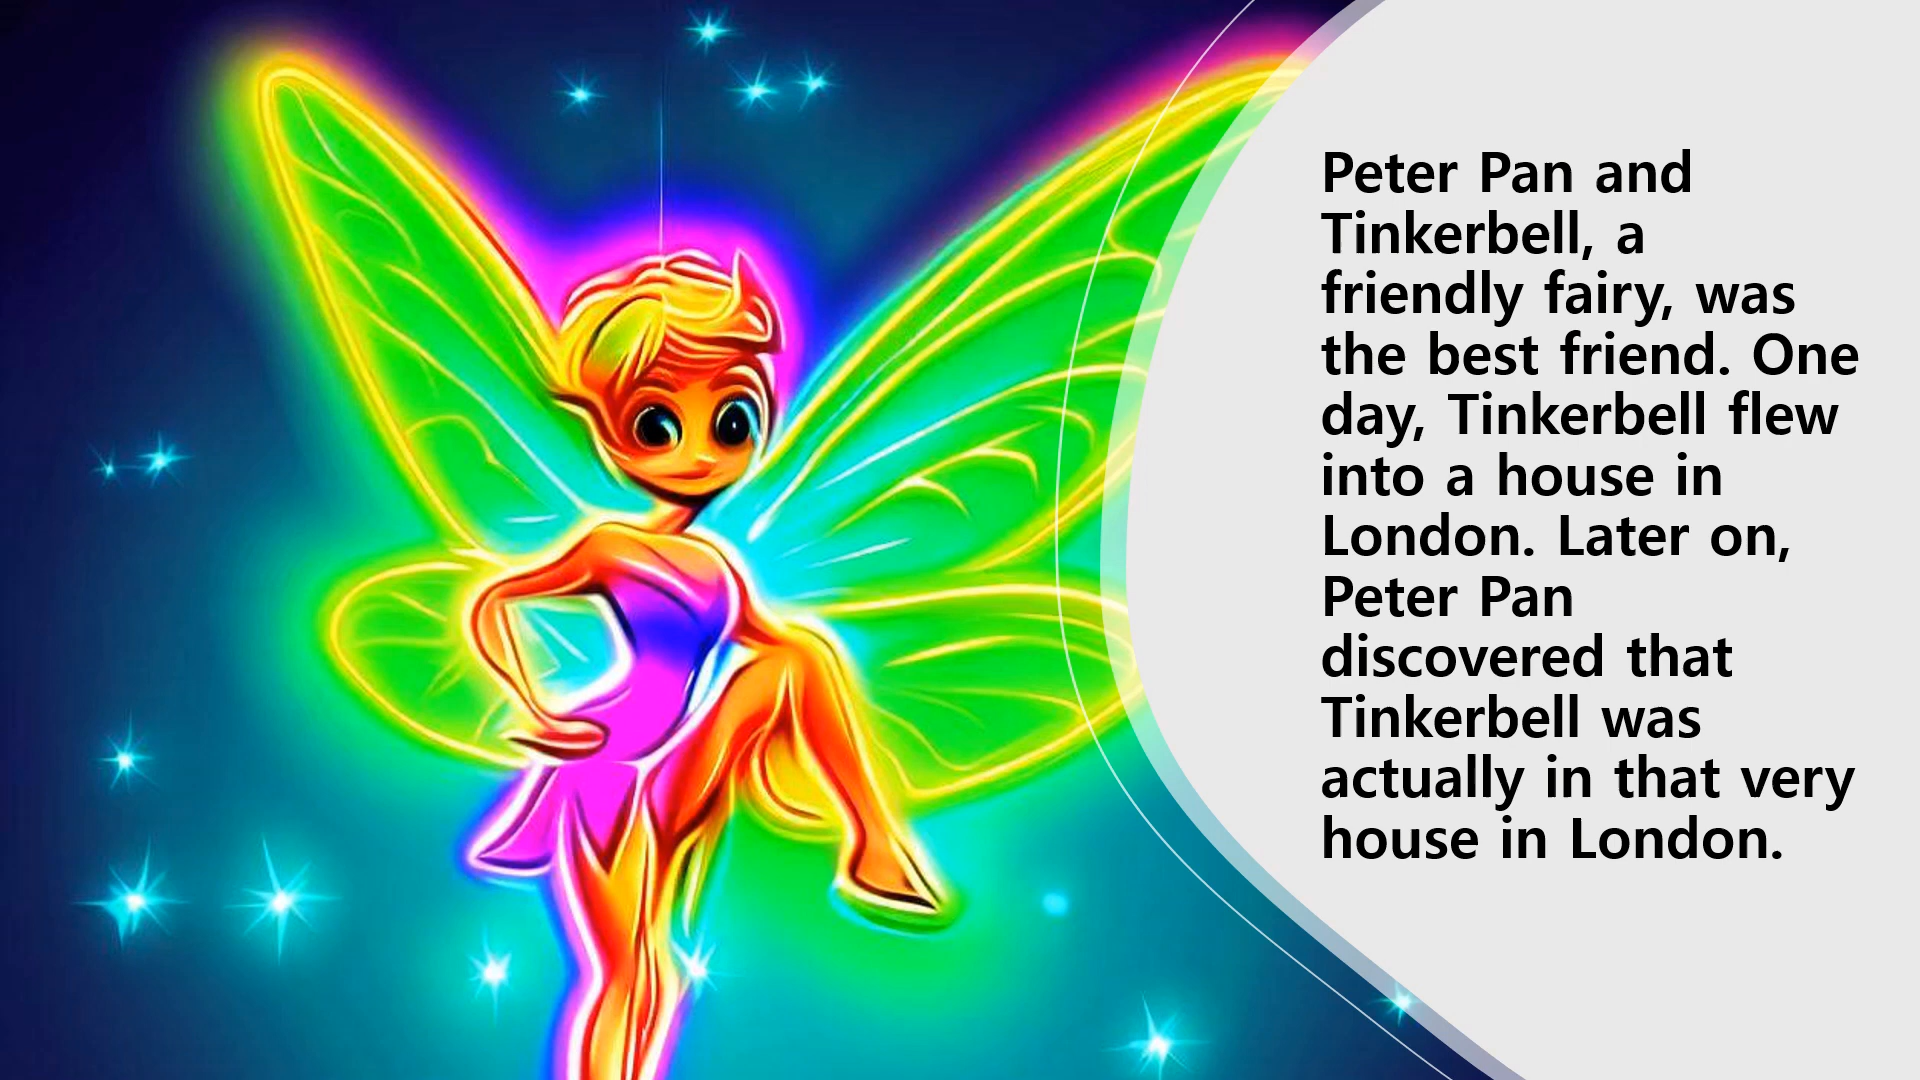 Peter Pan and
Tinkerbell, a
friendly fairy, was
the best friend. One
day, Tinkerbell flew
into a house in
London. Later on,
Peter Pan
discovered that
Tinkerbell was
actually in that very
house in London.